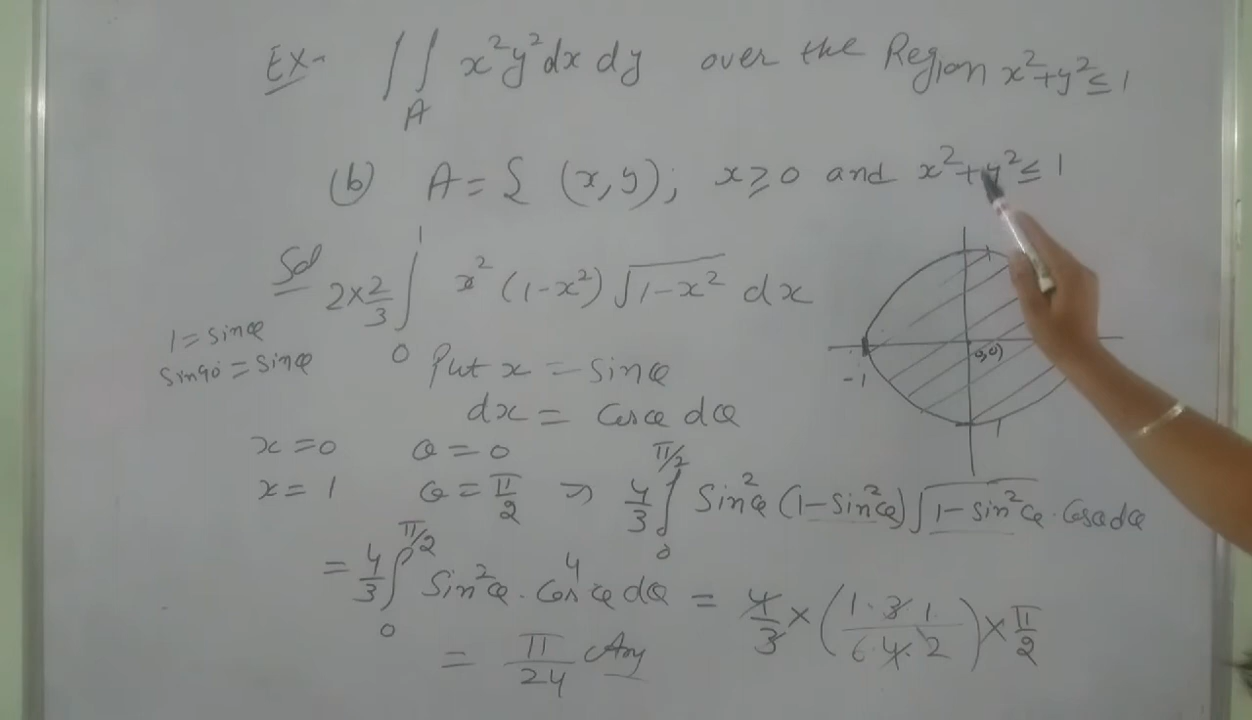 Ex- ∬_A x²y² dx dy over the Region x²+y² ≤ 1
(b) A = { (x, y); x ≥ 0 and x²+y² ≤ 1
Sol 2×2/3 ∫₀¹ x² (1-x²) √(1-x²) dx
1 = sinθ
sin90° = sinθ
Put x = sinθ
dx = Cosθ dθ
x = 0 θ = 0
x = 1 θ = π/2 ⇒ 4/3 ∫₀^(π/2) Sin²θ (1-Sin²θ) √(1-Sin²θ) · Cosθ dθ
= 4/3 ∫₀^(π/2) Sin²θ · Cos⁴θ dθ = 4/3 × (1·3·1/6·4·2) × π/2
= π/24 Ans
-1
(0,0)